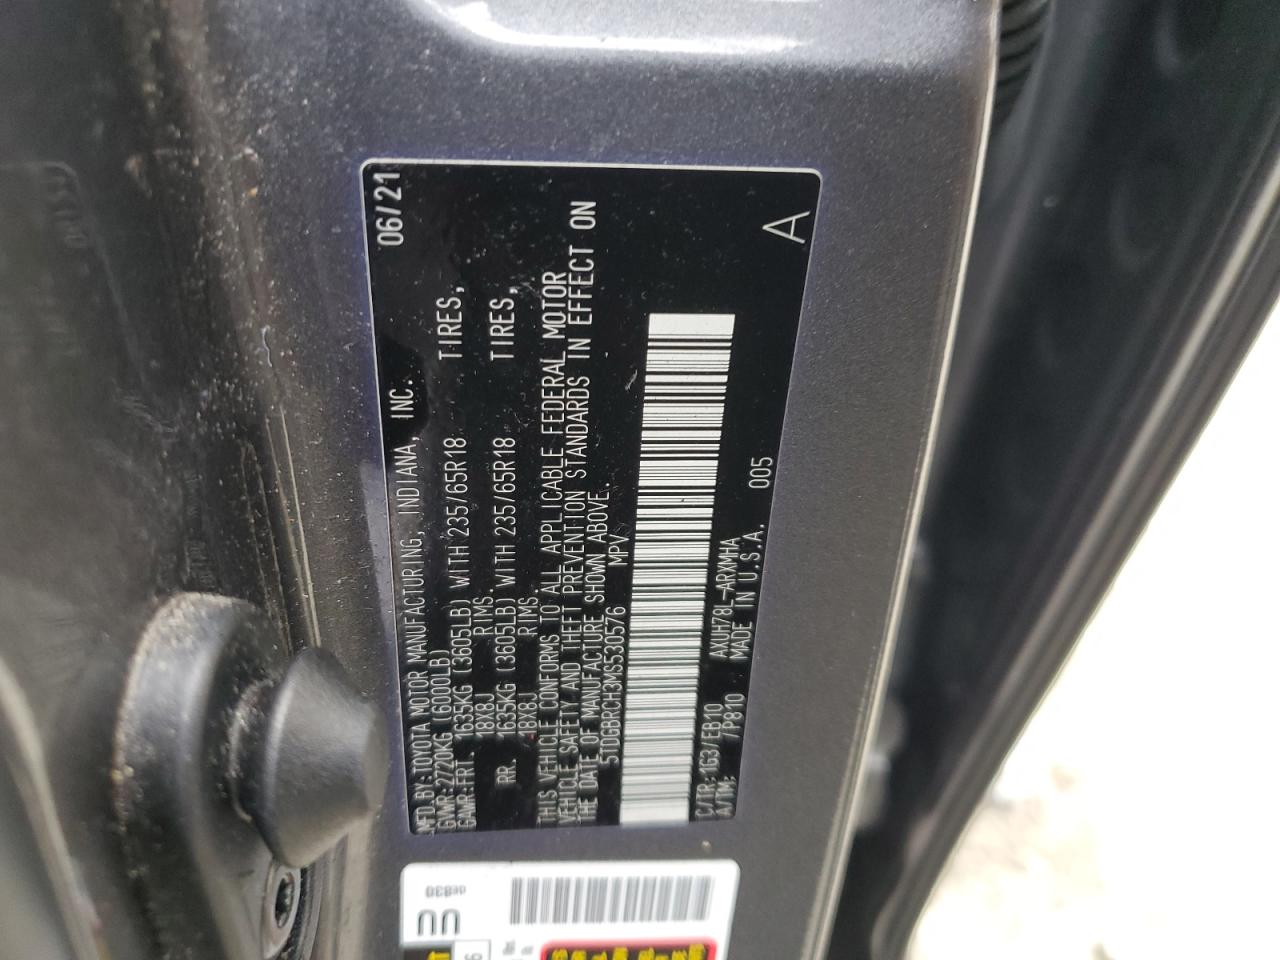 MFD.BY:TOYOTA MOTOR MANUFACTURING, INDIANA, INC. 06/21
GVWR:2720KG (6000LB)
GAWR:FRT. 1635KG (3605LB) WITH 235/65R18 TIRES,
18X8J RIMS.
RR. 1635KG (3605LB) WITH 235/65R18 TIRES,
18X8J RIMS.
THIS VEHICLE CONFORMS TO ALL APPLICABLE FEDERAL MOTOR
VEHICLE SAFETY AND THEFT PREVENTION STANDARDS IN EFFECT ON
THE DATE OF MANUFACTURE SHOWN ABOVE.
5TDGBRCH3MS530576 MPV
C/TR:1G3/EB10 AXUH78L-ARXMHA 005
A/TM: /P810 MADE IN U.S.A.
A